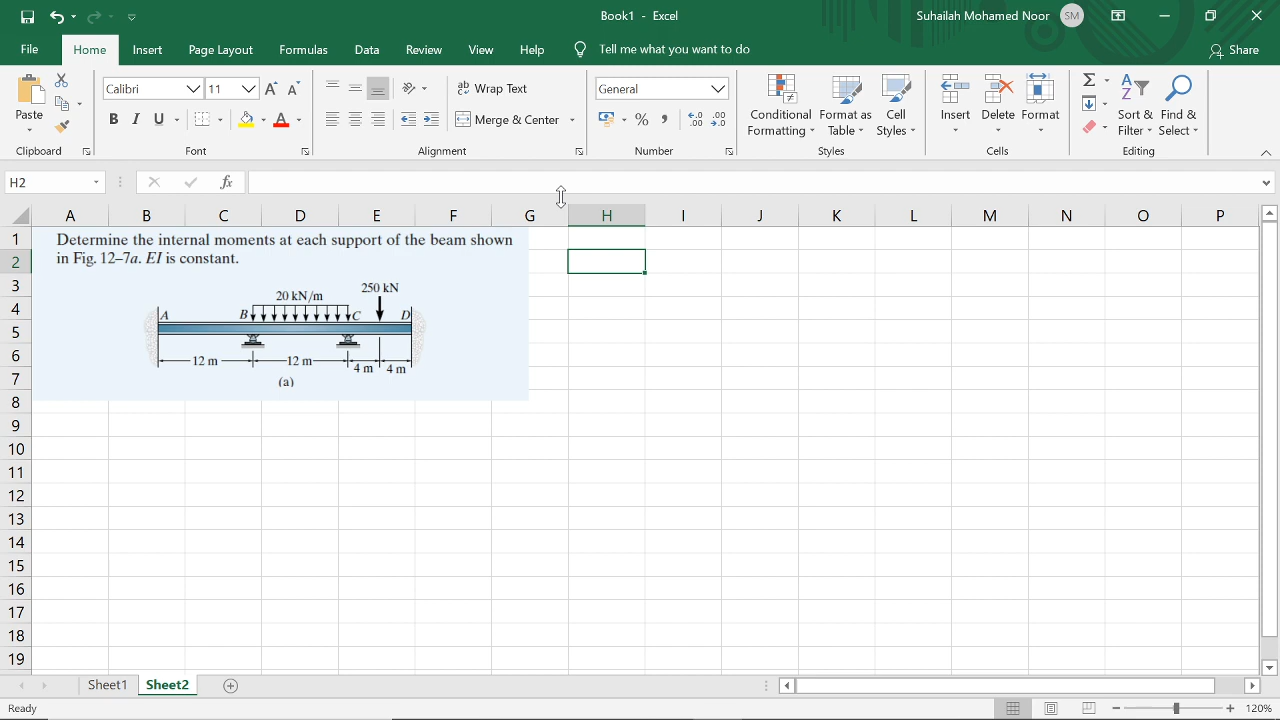 Book1 - Excel
Suhailah Mohamed Noor SM
File Home Insert Page Layout Formulas Data Review View Help Tell me what you want to do Share
Paste
Calibri 11
B I U A
A A
ab Wrap Text
Merge & Center
General
% ,
.00
Conditional Formatting
Format as Table
Cell Styles
Insert Delete Format
Sort & Filter
Find & Select
Clipboard Font Alignment Number Styles Cells Editing
H2 fx
A B C D E F G H I J K L M N O P
1
2
3
4
5
6
7
8
9
10
11
12
13
14
15
16
17
18
19
Determine the internal moments at each support of the beam shown
in Fig. 12–7a. EI is constant.
250 kN
20 kN/m
A B C D
12 m 12 m 4 m 4 m
(a)
Sheet1 Sheet2
Ready 120%